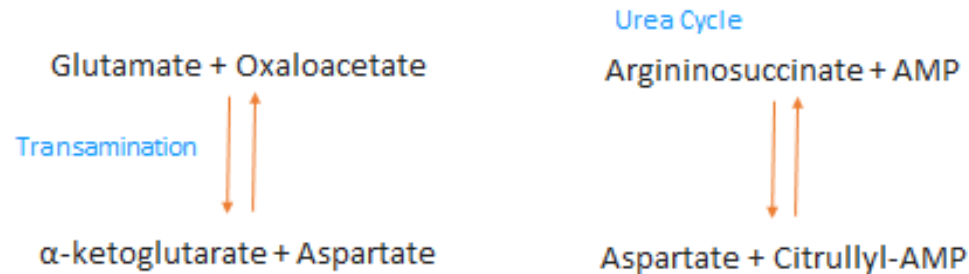 Urea Cycle
Glutamate + Oxaloacetate
Argininosuccinate + AMP
Transamination
α-ketoglutarate + Aspartate
Aspartate + Citrullyl-AMP